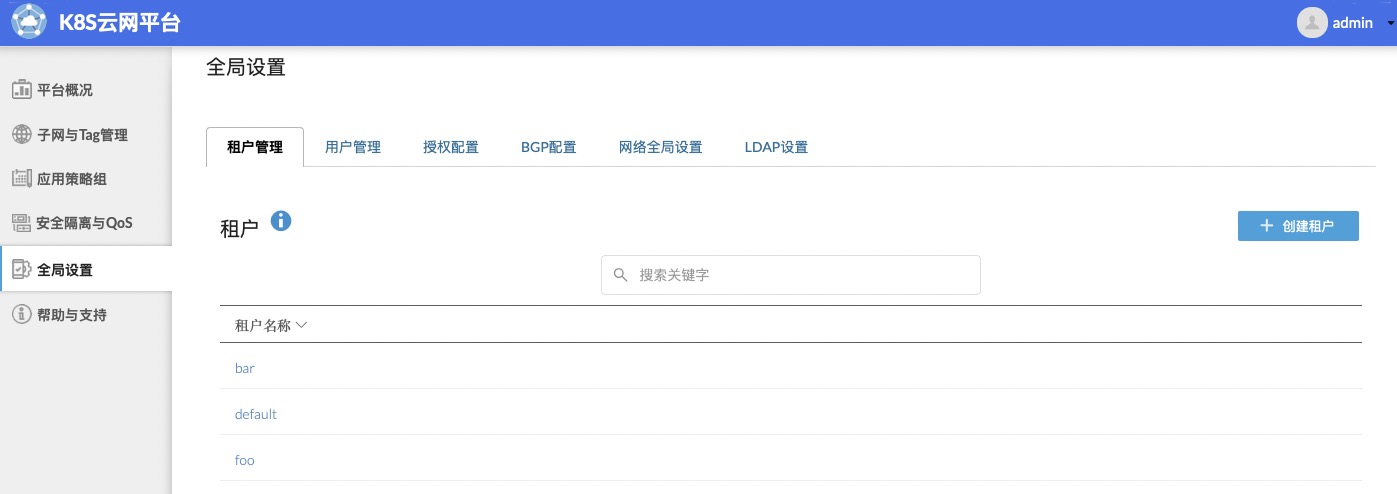 K8S云网平台
admin
平台概况
子网与Tag管理
应用策略组
安全隔离与QoS
全局设置
帮助与支持
全局设置
租户管理 用户管理 授权配置 BGP配置 网络全局设置 LDAP设置
租户
创建租户
搜索关键字
租户名称
bar
default
foo